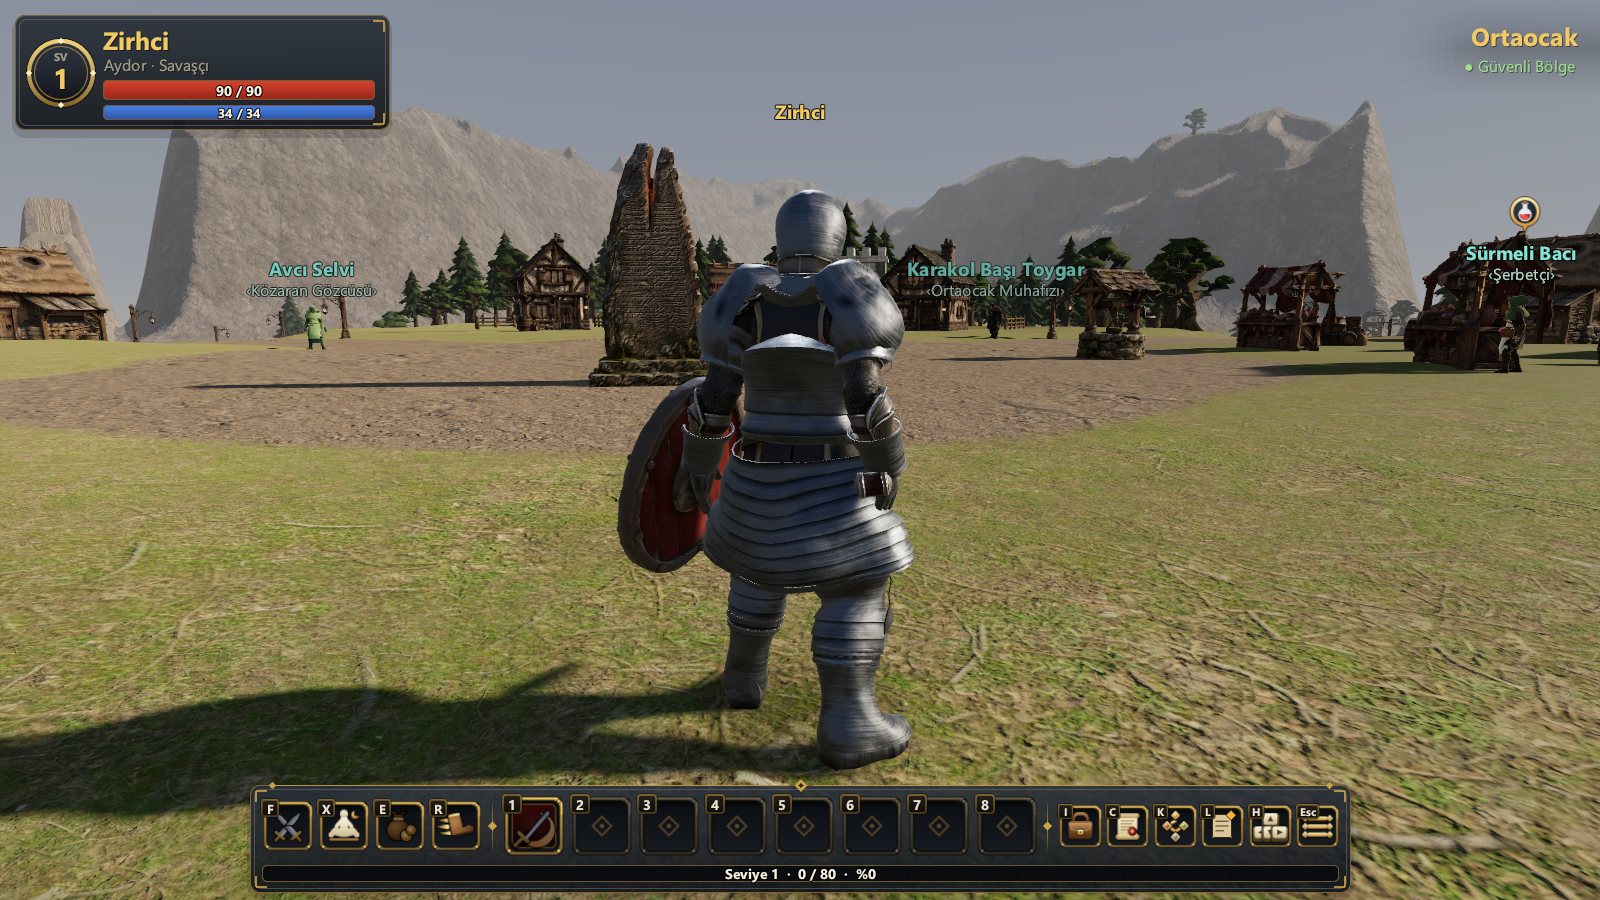 SV
1
Zirhci
Aydor · Savaşçı
90 / 90
34 / 34
Ortaocak
Güvenli Bölge
Zirhci
Avcı Selvi
‹Közaran Gözcüsü›
Karakol Başı Toygar
‹Ortaocak Muhafızı›
Sürmeli Bacı
‹Şerbetçi›
F X E R 1 2 3 4 5 6 7 8 I C K L H Esc
Seviye 1 · 0 / 80 · %0